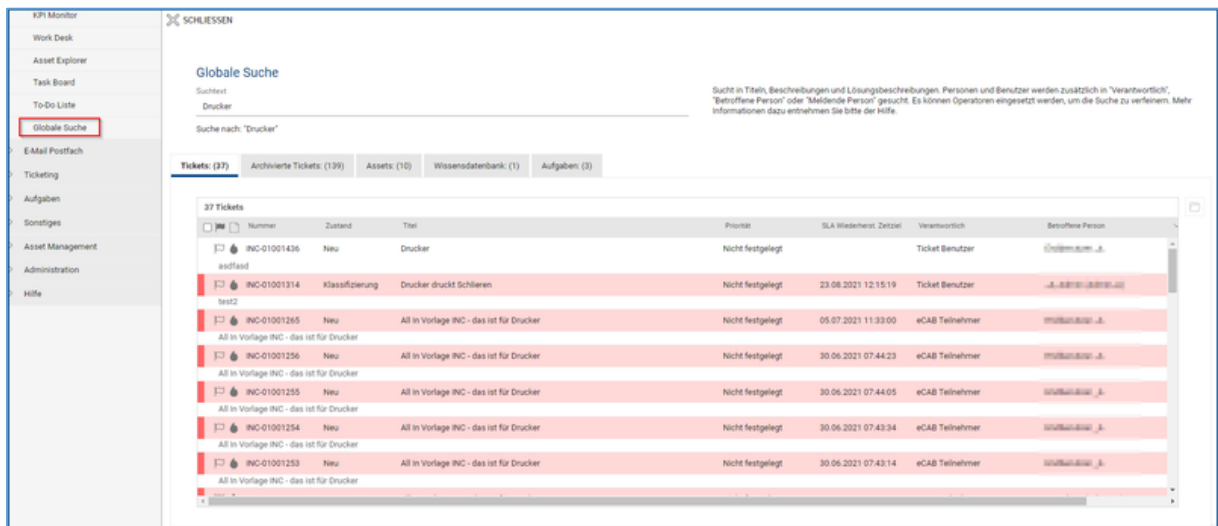 KPI Monitor
Work Desk
Asset Explorer
Task Board
To-Do Liste
Globale Suche
E-Mail Postfach
Ticketing
Aufgaben
Sonstiges
Asset Management
Administration
Hilfe
SCHLIESSEN
Globale Suche
Suchtext
Drucker
Suche nach: "Drucker"
Sucht in Titeln, Beschreibungen und Lösungsbeschreibungen. Personen und Benutzer werden zusätzlich in "Verantwortlich",
"Betroffene Person" oder "Meldende Person" gesucht. Es können Operatoren eingesetzt werden, um die Suche zu verfeinern. Mehr
Informationen dazu entnehmen Sie bitte der Hilfe.
Tickets: (37) Archivierte Tickets: (139) Assets: (10) Wissensdatenbank: (1) Aufgaben: (3)
37 Tickets
Nummer Zustand Titel Priorität SLA Wiederherst. Zeitziel Verantwortlich Betroffene Person
INC-01001436 Neu Drucker Nicht festgelegt Ticket Benutzer
asdfasd
INC-01001314 Klassifizierung Drucker druckt Schlieren Nicht festgelegt 23.08.2021 12:15:19 Ticket Benutzer
test2
INC-01001265 Neu All In Vorlage INC - das ist für Drucker Nicht festgelegt 05.07.2021 11:33:00 eCAB Teilnehmer
All In Vorlage INC - das ist für Drucker
INC-01001256 Neu All In Vorlage INC - das ist für Drucker Nicht festgelegt 30.06.2021 07:44:23 eCAB Teilnehmer
All In Vorlage INC - das ist für Drucker
INC-01001255 Neu All In Vorlage INC - das ist für Drucker Nicht festgelegt 30.06.2021 07:44:05 eCAB Teilnehmer
All In Vorlage INC - das ist für Drucker
INC-01001254 Neu All In Vorlage INC - das ist für Drucker Nicht festgelegt 30.06.2021 07:43:34 eCAB Teilnehmer
All In Vorlage INC - das ist für Drucker
INC-01001253 Neu All In Vorlage INC - das ist für Drucker Nicht festgelegt 30.06.2021 07:43:14 eCAB Teilnehmer
All In Vorlage INC - das ist für Drucker